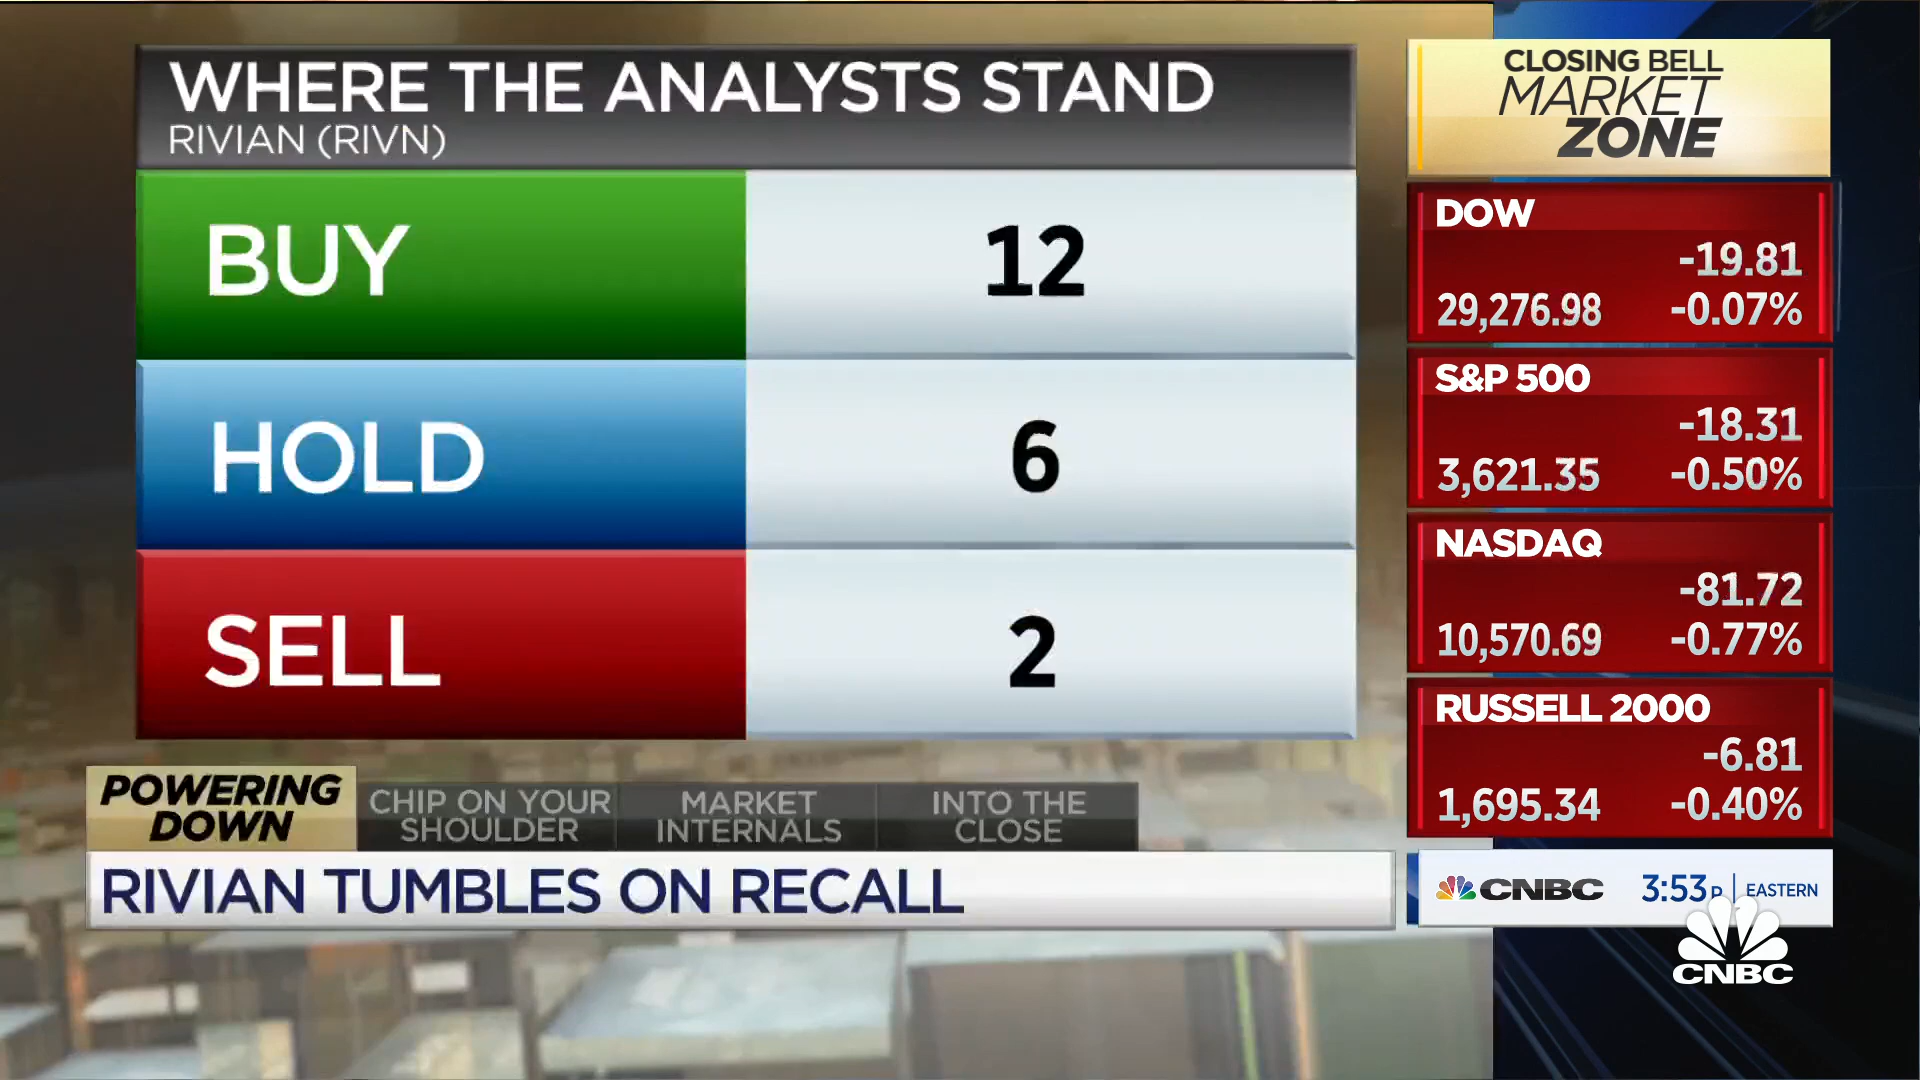 WHERE THE ANALYSTS STAND
RIVIAN (RIVN)
BUY 12
HOLD 6
SELL 2
POWERING
DOWN
CHIP ON YOUR
SHOULDER
MARKET
INTERNALS
INTO THE
CLOSE
RIVIAN TUMBLES ON RECALL
CLOSING BELL
MARKET
ZONE
DOW
-19.81
29,276.98 -0.07%
S&P 500
-18.31
3,621.35 -0.50%
NASDAQ
-81.72
10,570.69 -0.77%
RUSSELL 2000
-6.81
1,695.34 -0.40%
CNBC 3:53P EASTERN
CNBC